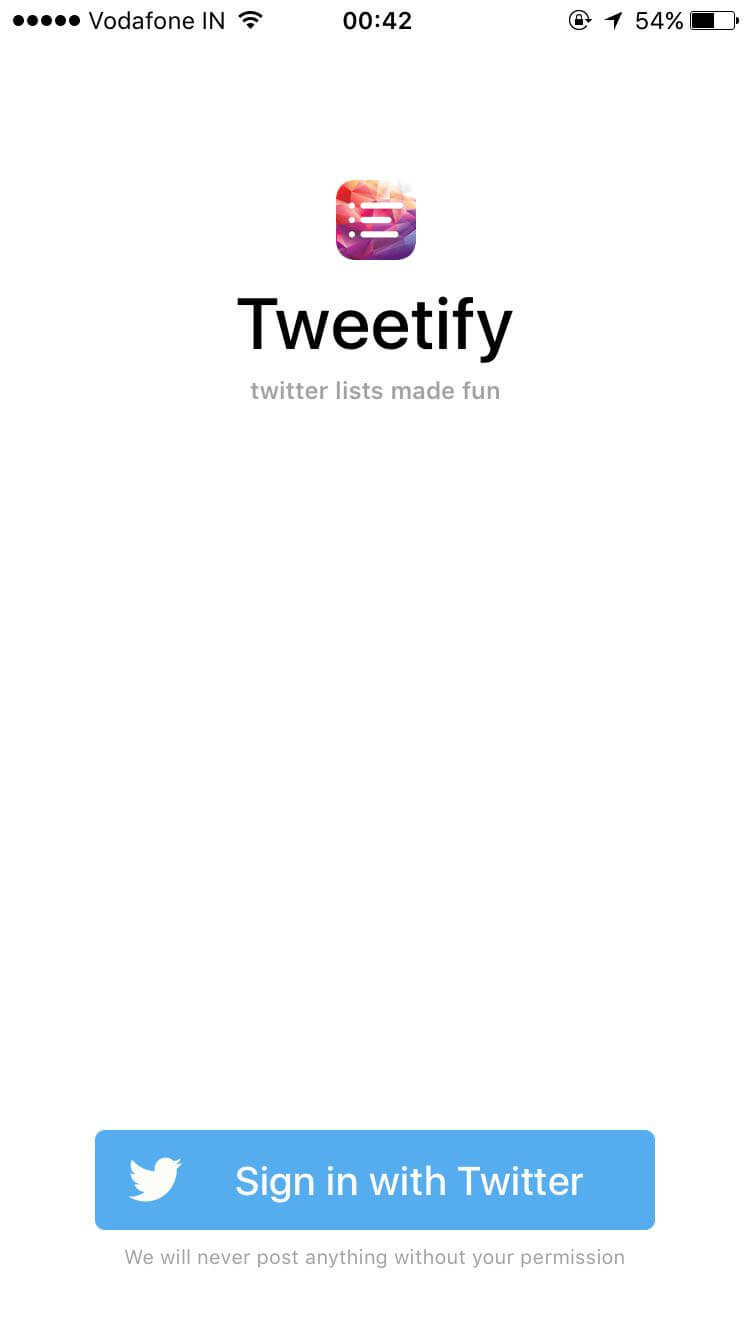 Vodafone IN 00:42 54%
Tweetify
twitter lists made fun
Sign in with Twitter
We will never post anything without your permission